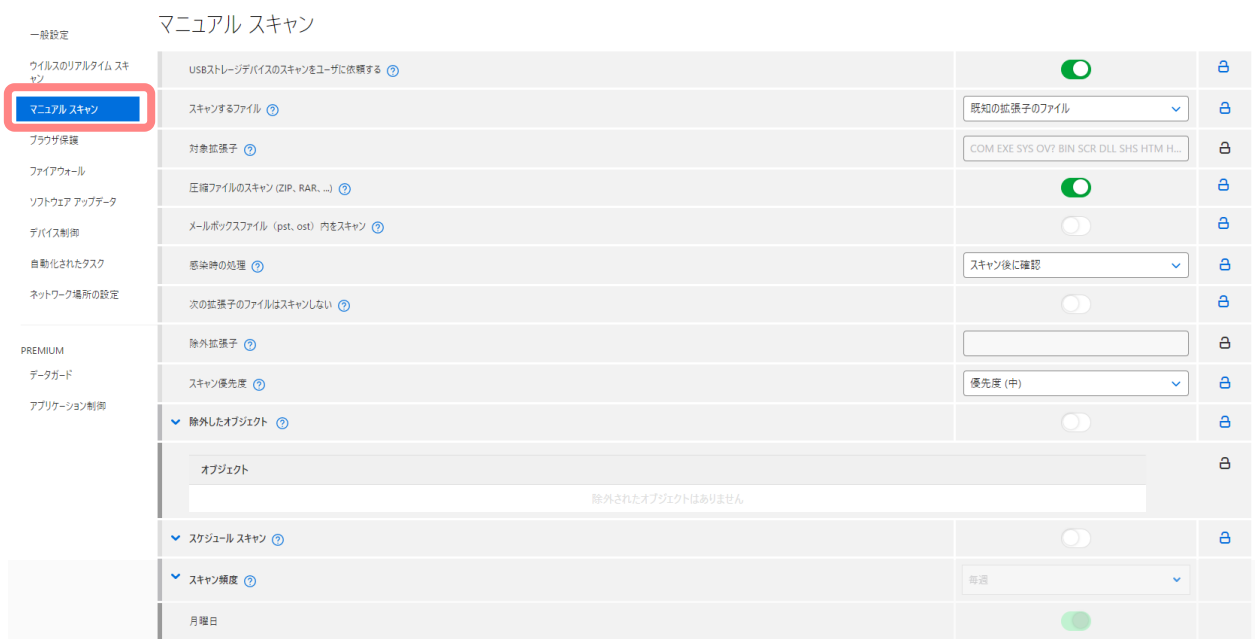 マニュアル スキャン
一般設定
ウイルスのリアルタイム スキ
ャン
マニュアル スキャン
ブラウザ保護
ファイアウォール
ソフトウェア アップデータ
デバイス制御
自動化されたタスク
ネットワーク場所の設定
PREMIUM
データガード
アプリケーション制御
USBストレージデバイスのスキャンをユーザに依頼する
スキャンするファイル
既知の拡張子のファイル
対象拡張子
COM EXE SYS OV? BIN SCR DLL SHS HTM H...
圧縮ファイルのスキャン (ZIP、RAR、...)
メールボックスファイル（pst、ost）内をスキャン
感染時の処理
スキャン後に確認
次の拡張子のファイルはスキャンしない
除外拡張子
スキャン優先度
優先度 (中)
除外したオブジェクト
オブジェクト
除外されたオブジェクトはありません
スケジュール スキャン
スキャン頻度
毎週
月曜日